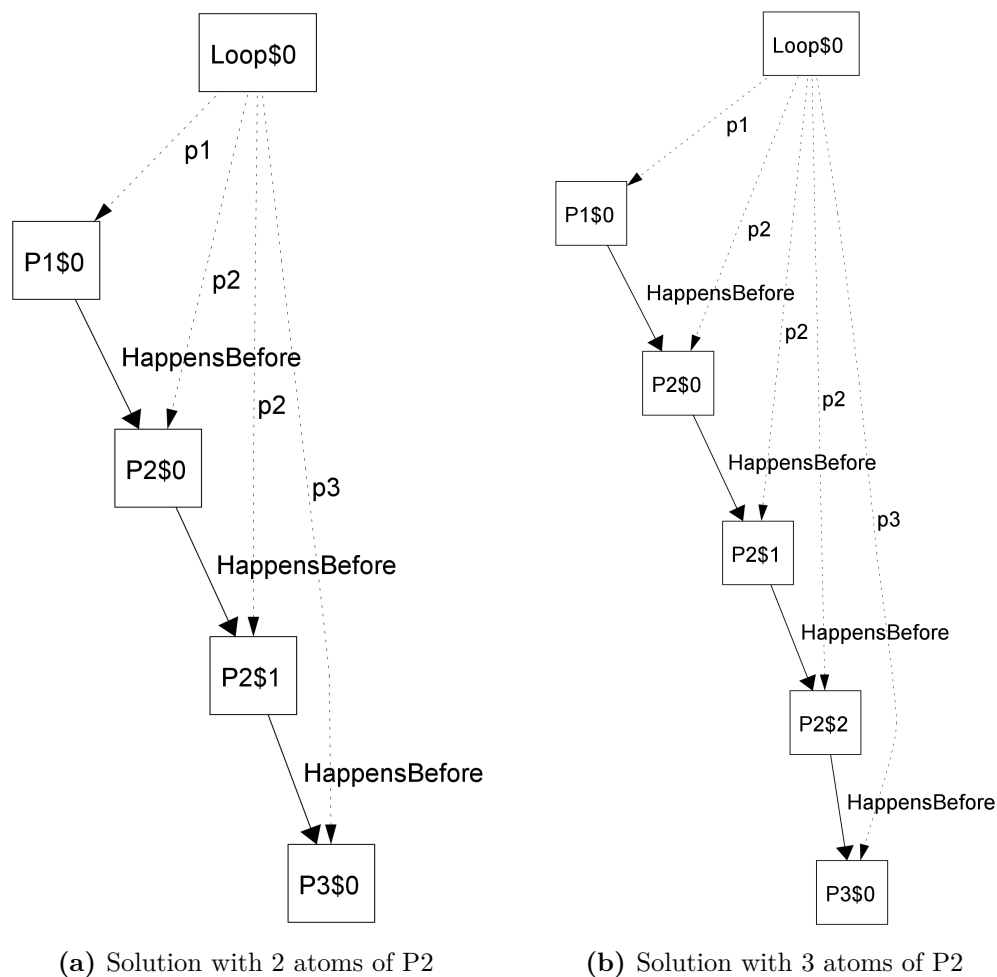 Loop$0
p1
P1$0
p2
HappensBefore
p2
P2$0
p3
HappensBefore
P2$1
HappensBefore
P3$0
(a) Solution with 2 atoms of P2
Loop$0
p1
P1$0
p2
HappensBefore
p2
P2$0
p2
HappensBefore
p3
P2$1
HappensBefore
P2$2
HappensBefore
P3$0
(b) Solution with 3 atoms of P2